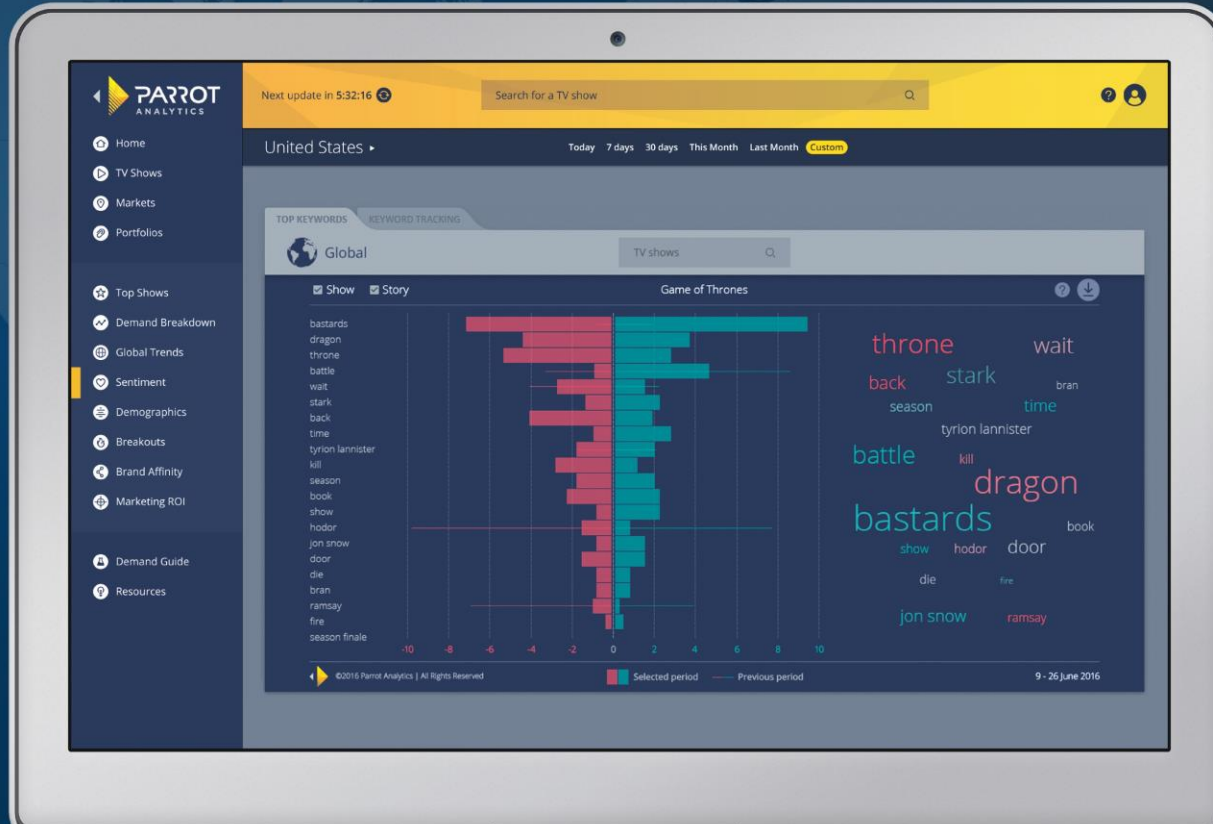 PARROT
ANALYTICS
Next update in 5:32:16
Search for a TV show
?
Home
TV Shows
Markets
Portfolios
Top Shows
Demand Breakdown
Global Trends
Sentiment
Demographics
Breakouts
Brand Affinity
Marketing ROI
Demand Guide
Resources
United States
Today 7 days 30 days This Month Last Month Custom
TOP KEYWORDS KEYWORD TRACKING
Global
TV shows
Show Story Game of Thrones ?
bastards
dragon
throne
battle
wait
stark
back
time
tyrion lannister
kill
season
book
show
hodor
jon snow
door
die
bran
ramsay
fire
season finale
-10 -8 -6 -4 -2 0 2 4 6 8 10
throne wait
back stark bran
season time
tyrion lannister
battle kill
dragon
bastards book
show hodor door
die fire
jon snow ramsay
©2016 Parrot Analytics | All Rights Reserved
Selected period Previous period
9 - 26 June 2016